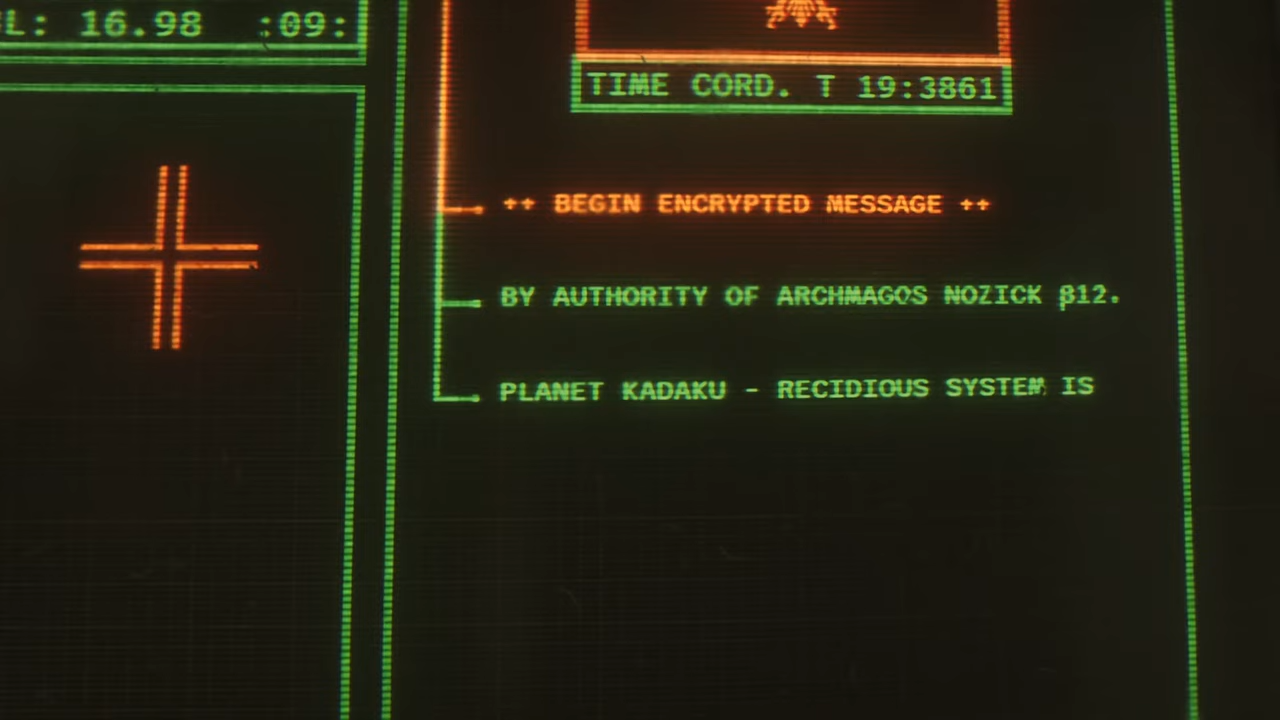 L: 16.98 :09:
TIME CORD. T 19:3861
++ BEGIN ENCRYPTED MESSAGE ++
BY AUTHORITY OF ARCHMAGOS NOZICK β12.
PLANET KADAKU - RECIDIOUS SYSTEM IS